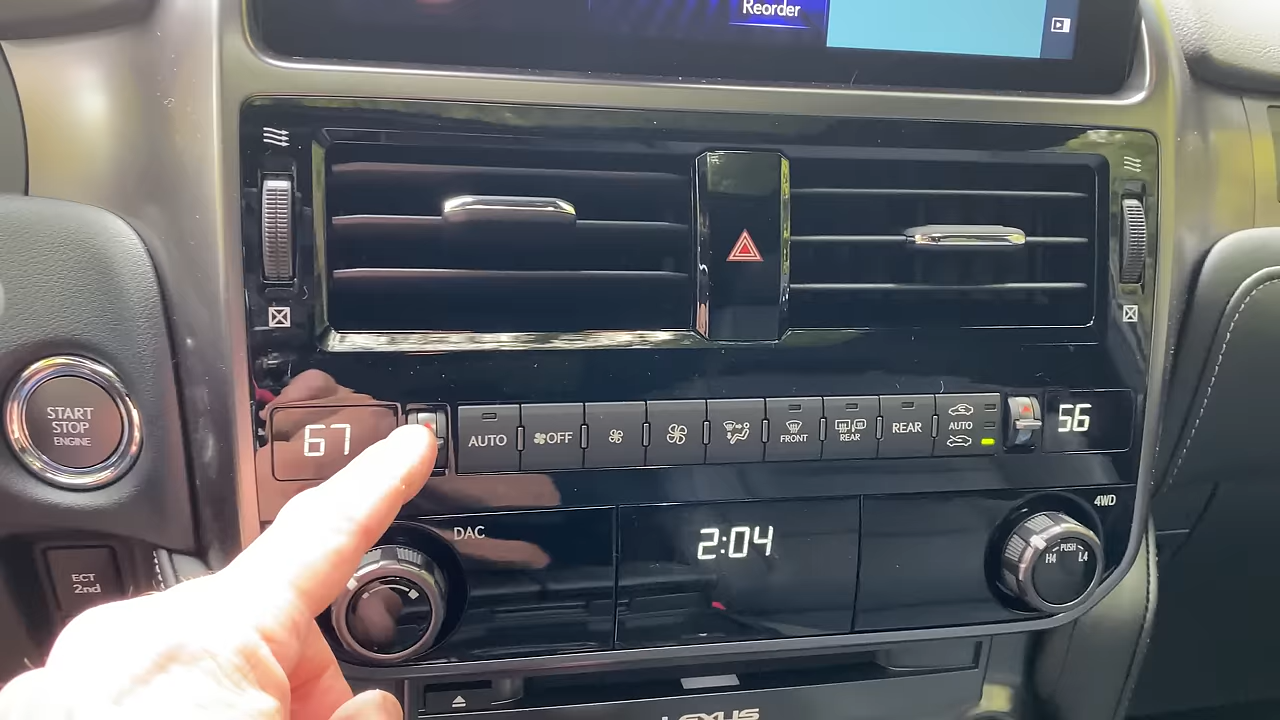 Reorder
67
AUTO
OFF
FRONT
REAR
REAR
AUTO
56
START
STOP
ENGINE
DAC
2:04
4WD
PUSH
H4 L4
ECT
2nd
LEXUS